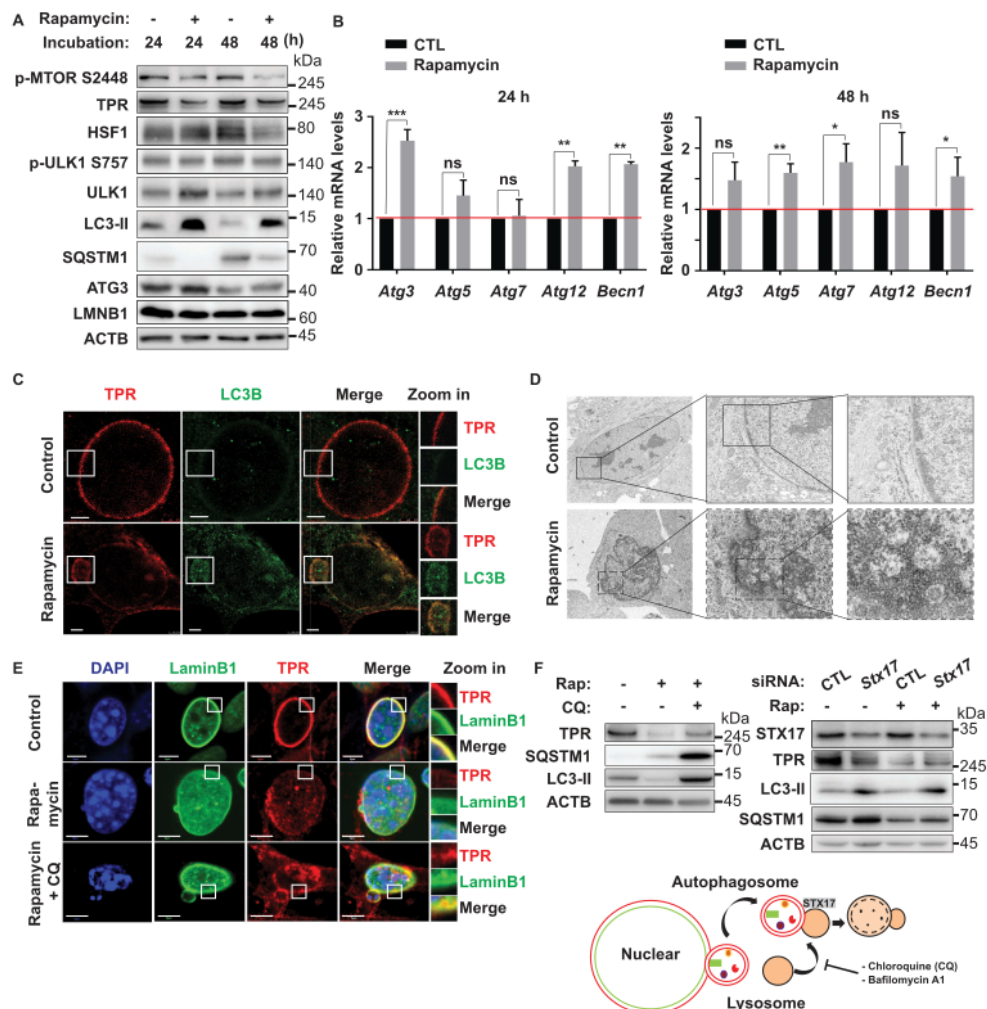 A
Rapamycin: - + - +
Incubation: 24 24 48 48 (h)
kDa
p-MTOR S2448 245
TPR 245
HSF1 80
p-ULK1 S757 140
ULK1 140
LC3-II 15
SQSTM1 70
ATG3 40
LMNB1 60
ACTB 45
B
CTL
Rapamycin
24 h
Relative mRNA levels
3
2
1
0
*** ns ns ** **
Atg3 Atg5 Atg7 Atg12 Becn1
CTL
Rapamycin
48 h
Relative mRNA levels
2
1
0
ns ** * ns *
Atg3 Atg5 Atg7 Atg12 Becn1
C
TPR LC3B Merge Zoom in
Control
TPR
LC3B
Merge
Rapamycin
TPR
LC3B
Merge
D
Control
Rapamycin
E
DAPI LaminB1 TPR Merge Zoom in
Control
TPR
LaminB1
Merge
Rapa-
mycin
TPR
LaminB1
Merge
Rapamycin
+ CQ
TPR
LaminB1
Merge
F
Rap: - + +
CQ: - - +
kDa
TPR 245
SQSTM1 70
LC3-II 15
ACTB 45
siRNA: CTL Stx17 CTL Stx17
Rap: - - + +
kDa
STX17 35
TPR 245
LC3-II 15
SQSTM1 70
ACTB 45
Autophagosome
STX17
Nuclear
- Chloroquine (CQ)
- Bafilomycin A1
Lysosome